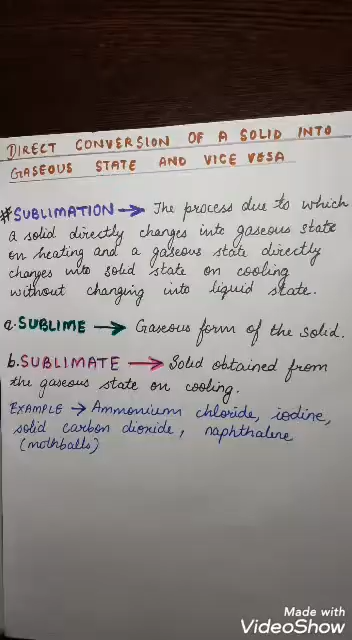 DIRECT CONVERSION OF A SOLID INTO
GASEOUS STATE AND VICE VESA
#SUBLIMATION → The process due to which
a solid directly changes into gaseous state
on heating and a gaseous state directly
changes into solid state on cooling
without changing into liquid state.
a. SUBLIME → Gaseous form of the solid.
b. SUBLIMATE → Solid obtained from
the gaseous state on cooling.
EXAMPLE → Ammonium chloride, iodine,
solid carbon dioxide, naphthalene
(mothballs)
Made with
VideoShow